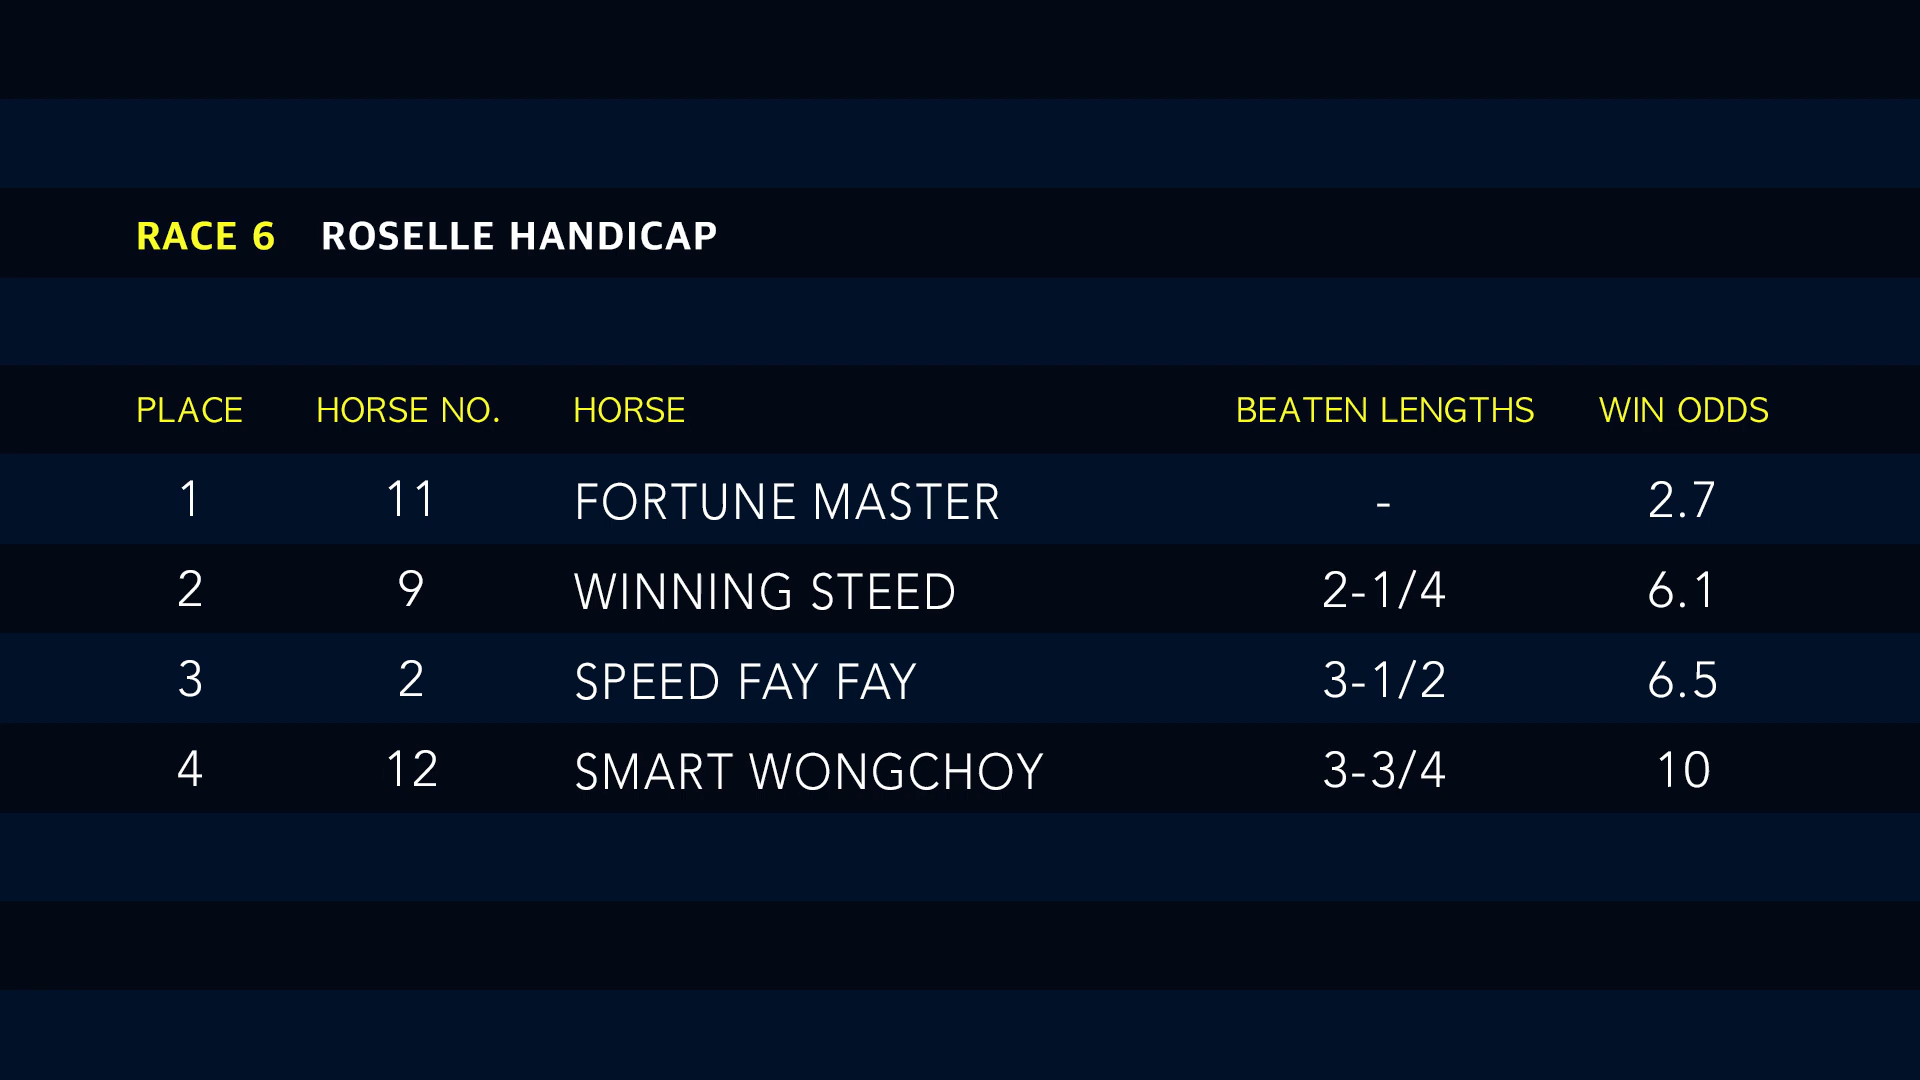 RACE 6 ROSELLE HANDICAP
PLACE HORSE NO. HORSE BEATEN LENGTHS WIN ODDS
1 11 FORTUNE MASTER - 2.7
2 9 WINNING STEED 2-1/4 6.1
3 2 SPEED FAY FAY 3-1/2 6.5
4 12 SMART WONGCHOY 3-3/4 10